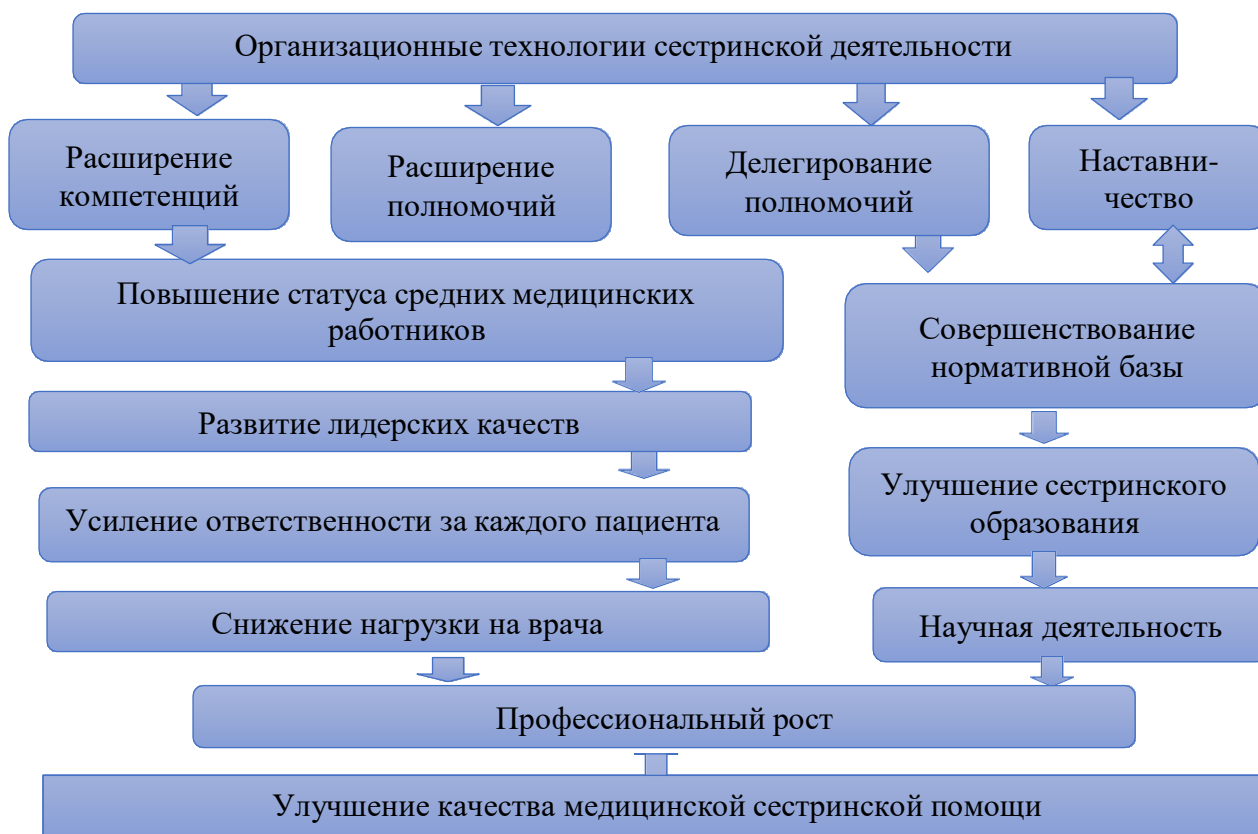 Организационные технологии сестринской деятельности
Расширение
компетенций
Расширение
полномочий
Делегирование
полномочий
Наставни-
чество
Повышение статуса средних медицинских
работников
Совершенствование
нормативной базы
Развитие лидерских качеств
Улучшение сестринского
образования
Усиление ответственности за каждого пациента
Снижение нагрузки на врача
Научная деятельность
Профессиональный рост
Улучшение качества медицинской сестринской помощи